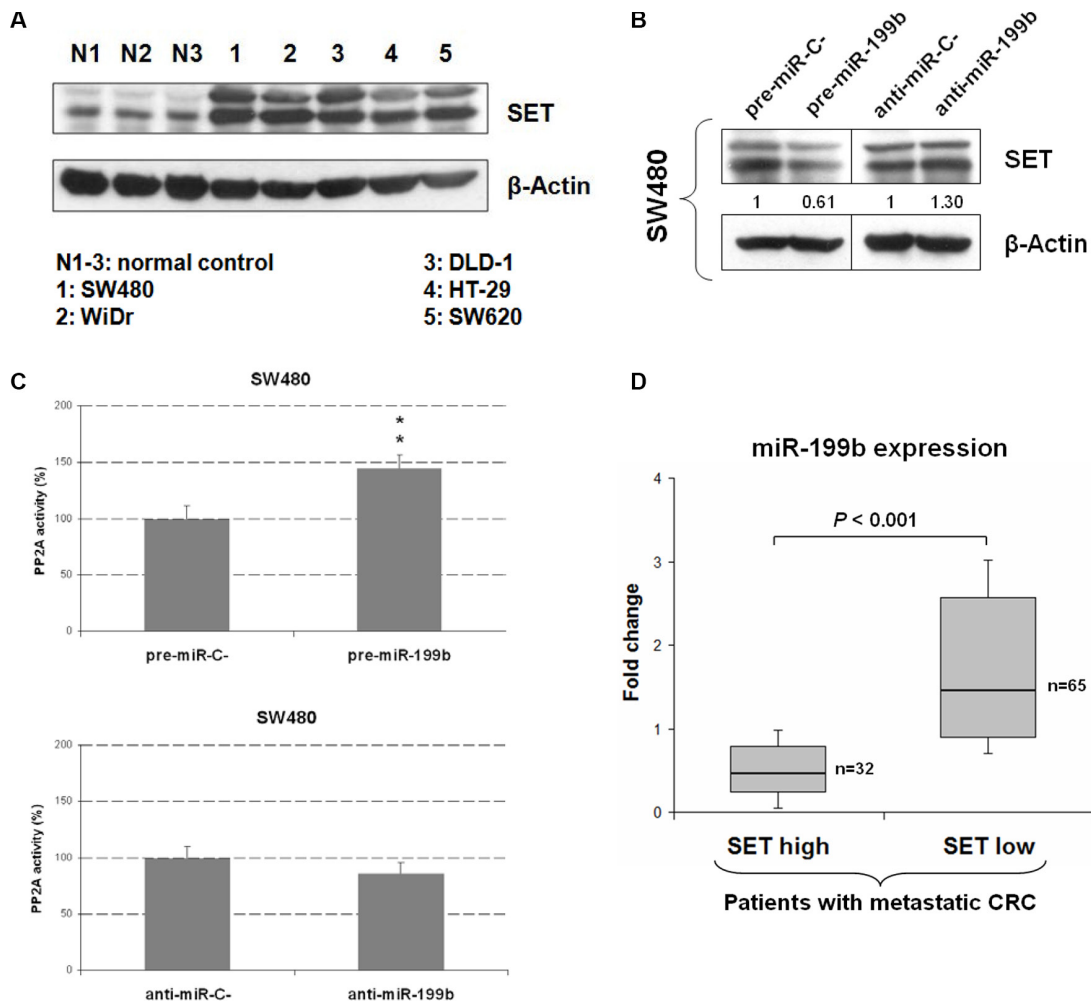 A
N1 N2 N3 1 2 3 4 5
SET
β-Actin
N1-3: normal control
1: SW480
2: WiDr
3: DLD-1
4: HT-29
5: SW620
B
pre-miR-C-
pre-miR-199b
anti-miR-C-
anti-miR-199b
SW480
SET
1 0.61 1 1.30
β-Actin
C
SW480
PP2A activity (%)
200
150
100
50
0
**
pre-miR-C- pre-miR-199b
SW480
PP2A activity (%)
200
150
100
50
0
anti-miR-C- anti-miR-199b
D
miR-199b expression
Fold change
4
3
2
1
0
P < 0.001
n=32
n=65
SET high SET low
Patients with metastatic CRC